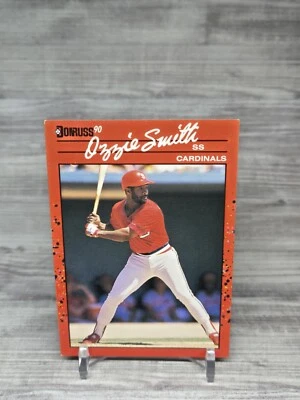 DONRUSS '90
Ozzie Smith
SS
CARDINALS